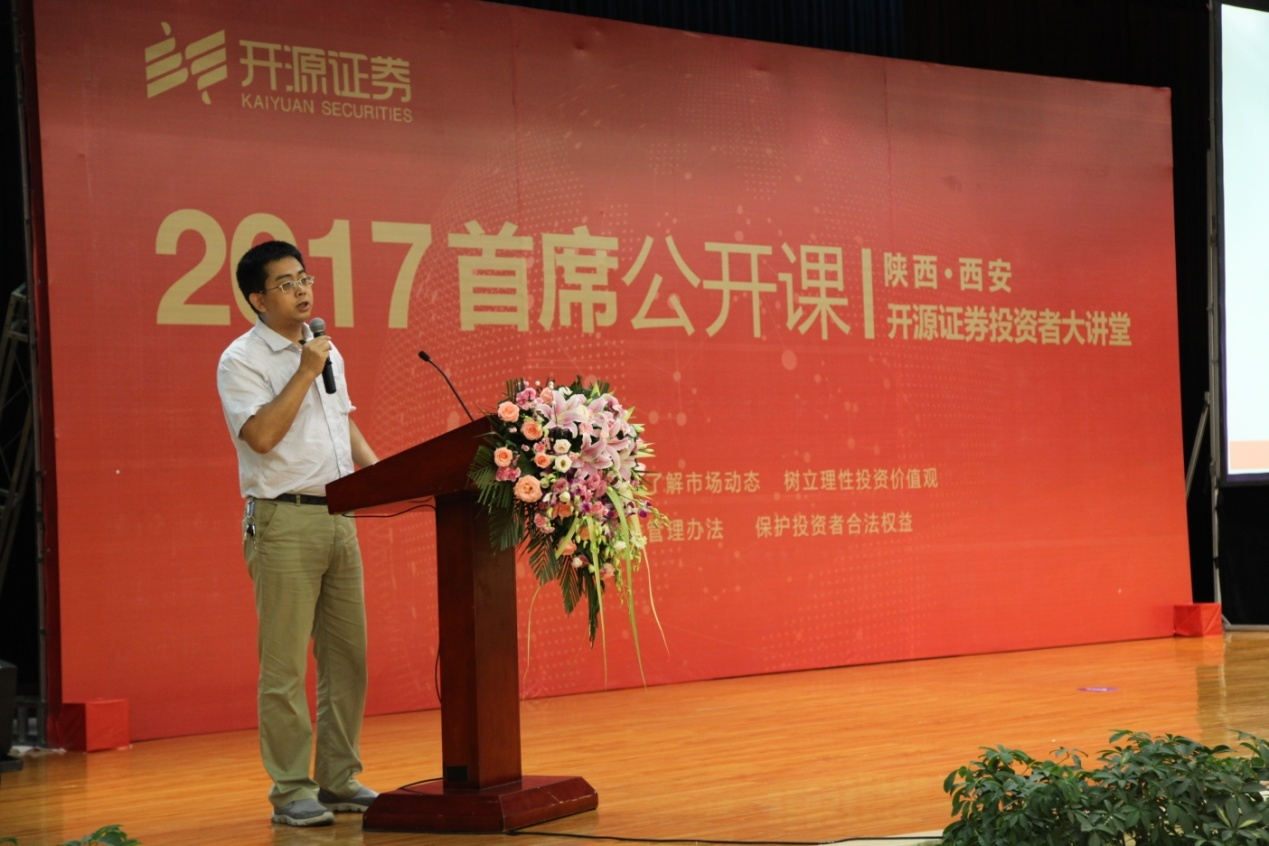 开源证券
KAIYUAN SECURITIES
2017首席公开课
陕西·西安
开源证券投资者大讲堂
了解市场动态 树立理性投资价值观
管理办法 保护投资者合法权益